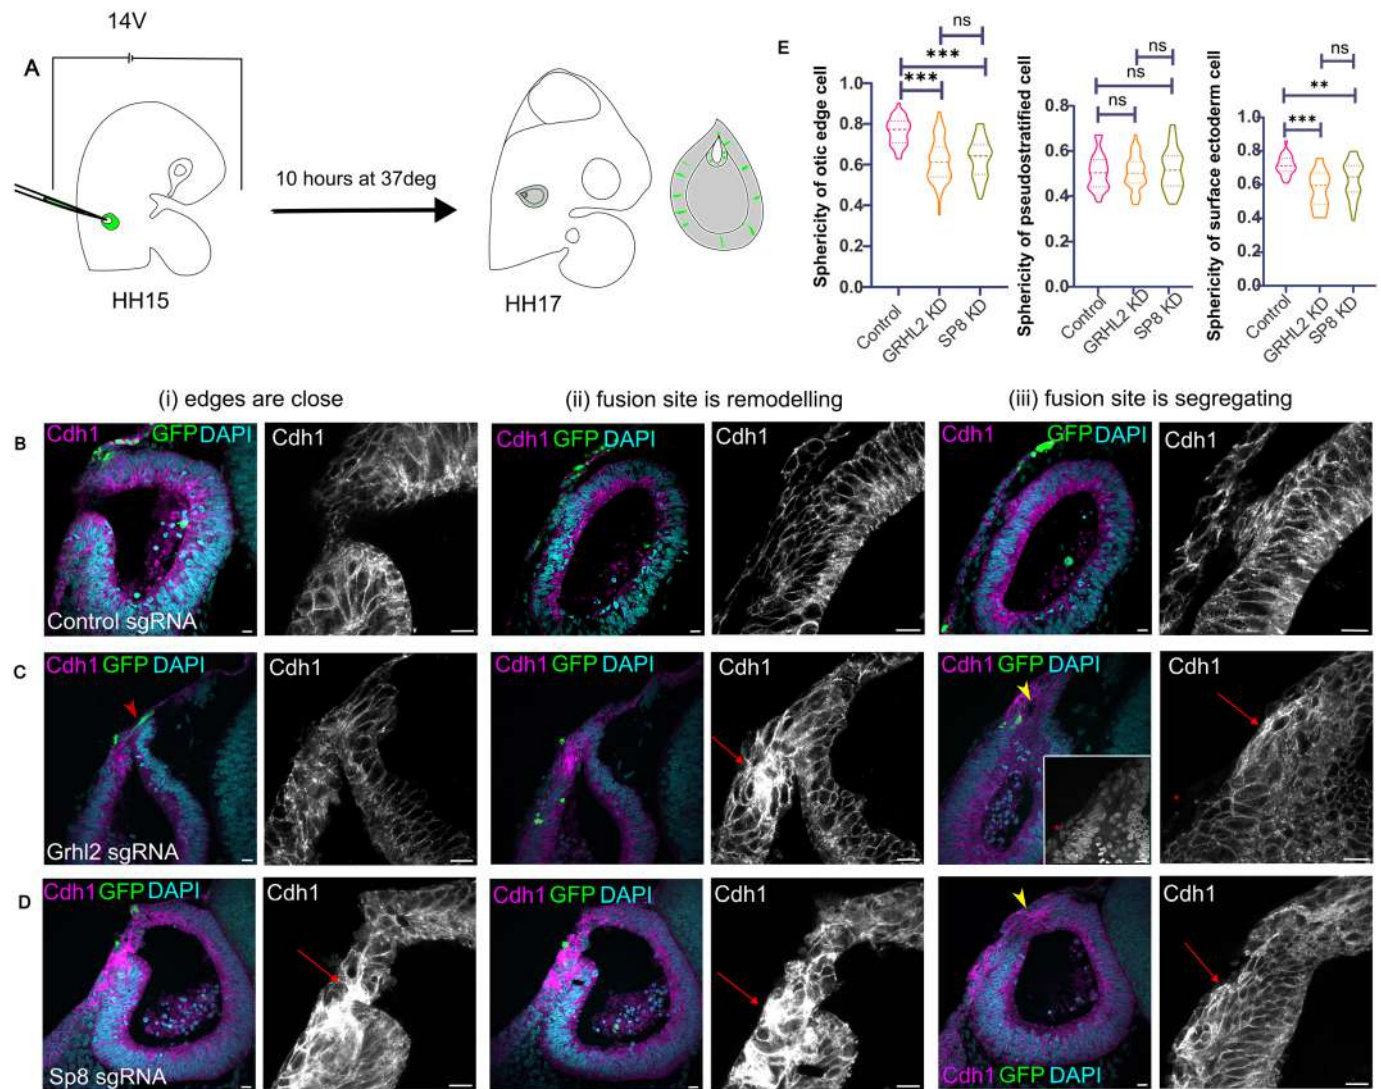 14V
A
10 hours at 37deg
HH15
HH17
E
ns
***
***
Sphericity of otic edge cell
1.0
0.8
0.6
0.4
0.2
0.0
Control
GRHL2 KD
SP8 KD
ns
ns
ns
Sphericity of pseudostratified cell
0.8
0.6
0.4
0.2
0.0
Control
GRHL2 KD
SP8 KD
ns
**
***
Sphericity of surface ectoderm cell
1.0
0.8
0.6
0.4
0.2
0.0
Control
GRHL2 KD
SP8 KD
(i) edges are close
(ii) fusion site is remodelling
(iii) fusion site is segregating
B
Cdh1 GFP DAPI
Cdh1
Cdh1 GFP DAPI
Cdh1
Cdh1 GFP DAPI
Cdh1
Control sgRNA
C
Cdh1 GFP DAPI
Cdh1
Cdh1 GFP DAPI
Cdh1
Cdh1 GFP DAPI
Cdh1
Grhl2 sgRNA
D
Cdh1 GFP DAPI
Cdh1
Cdh1 GFP DAPI
Cdh1
Cdh1
Sp8 sgRNA
Cdh1 GFP DAPI